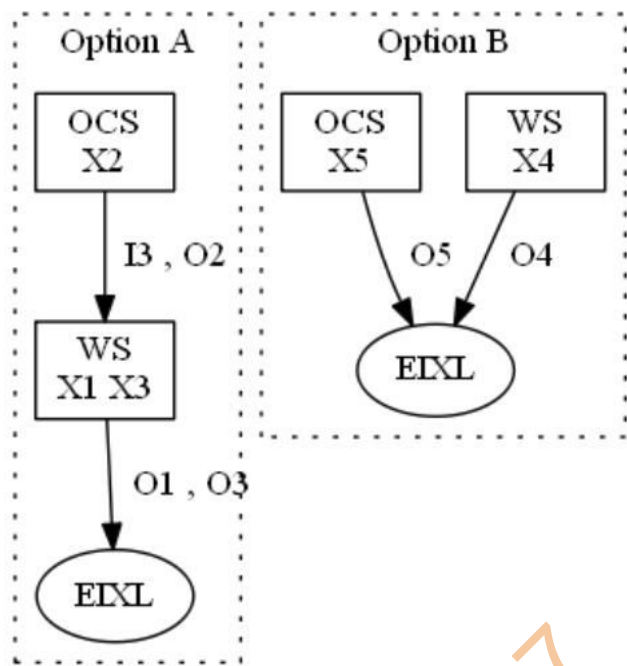 Option A
OCS
X2
I3 , O2
WS
X1 X3
O1 , O3
EIXL
Option B
OCS
X5
WS
X4
O5
O4
EIXL